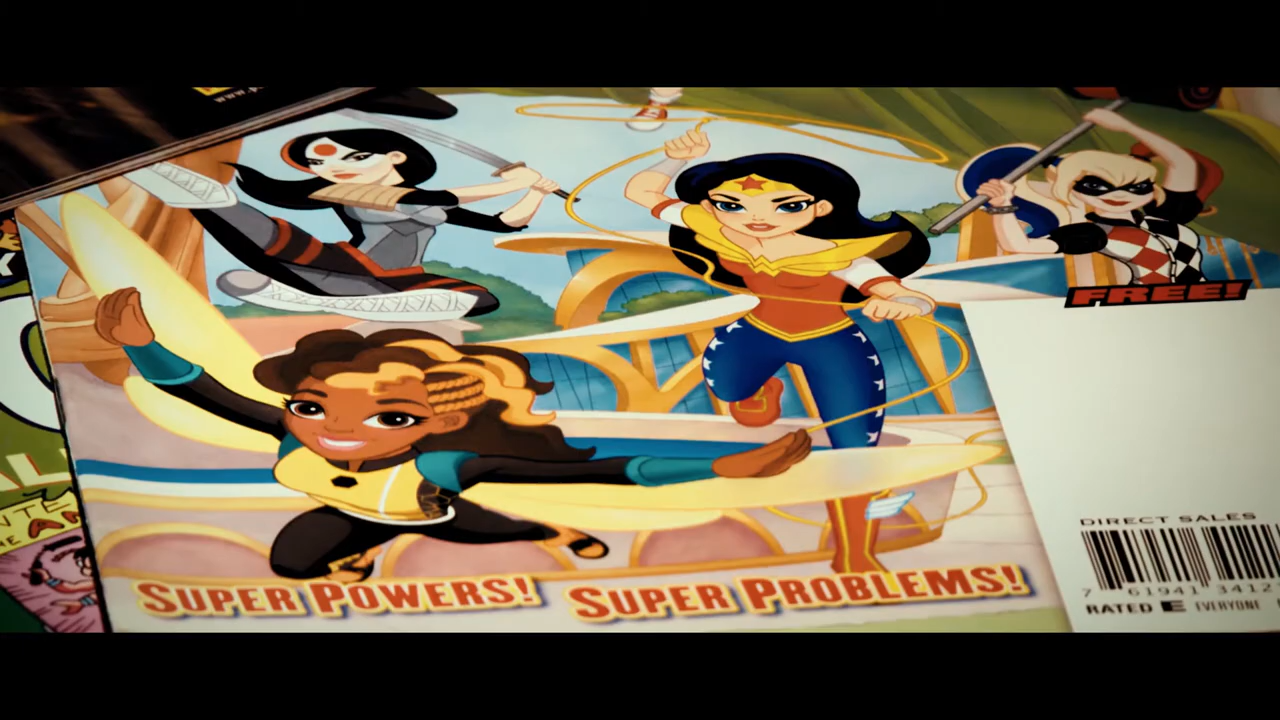 FREE!
SUPER POWERS! SUPER PROBLEMS!
DIRECT SALES
7 61941 3412
RATED E EVERYONE